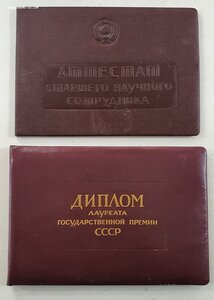 АТТЕСТАТ
СТАРШЕГО НАУЧНОГО
СОТРУДНИКА
ДИПЛОМ
ЛАУРЕАТА
ГОСУДАРСТВЕННОЙ ПРЕМИИ
СССР